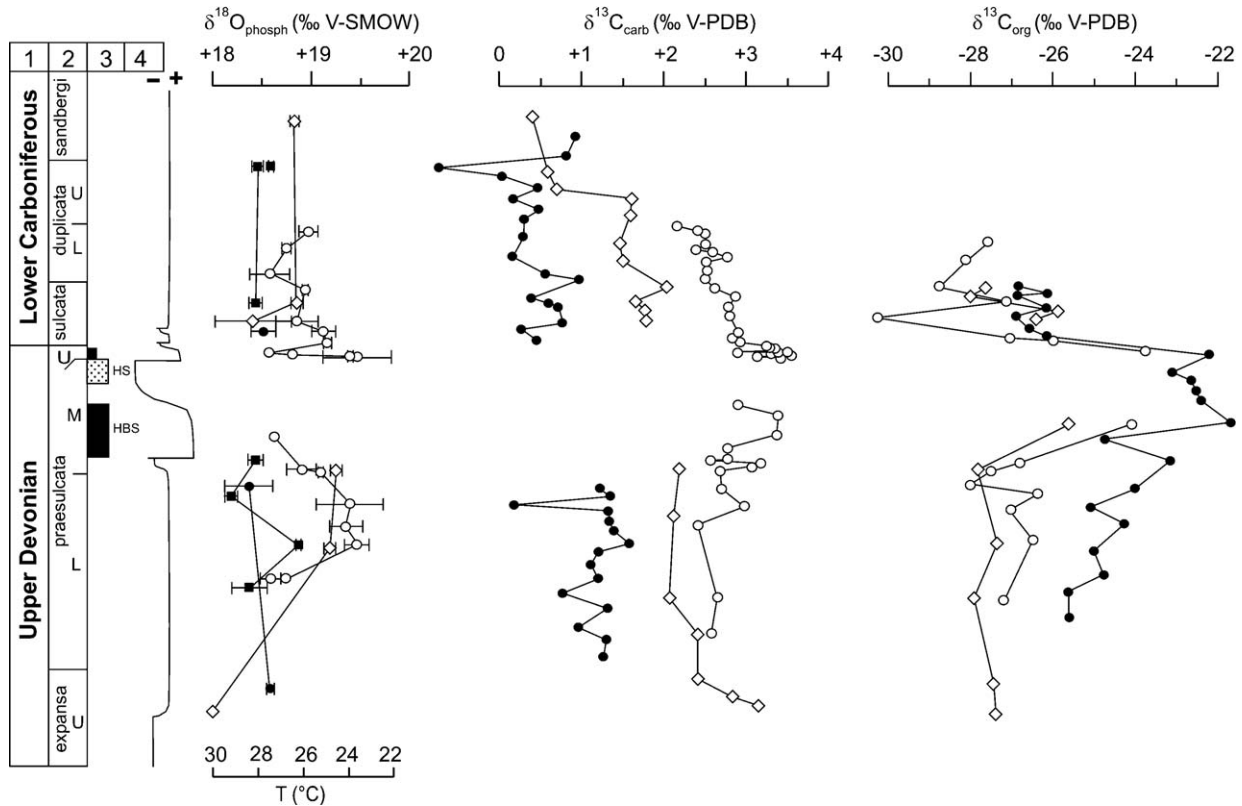 δ18Ophosph (‰ V-SMOW)
δ13Ccarb (‰ V-PDB)
δ13Corg (‰ V-PDB)
+18 +19 +20
0 +1 +2 +3 +4
-30 -28 -26 -24 -22
1 2 3 4
– +
Lower Carboniferous
sandbergi
duplicata
U
L
sulcata
Upper Devonian
U
M
praesulcata
L
expansa
U
HS
HBS
30 28 26 24 22
T (°C)